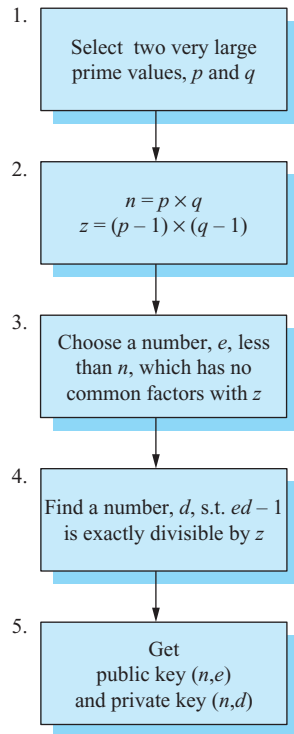 1.
Select two very large
prime values, p and q
2.
n = p × q
z = (p – 1) × (q – 1)
3.
Choose a number, e, less
than n, which has no
common factors with z
4.
Find a number, d, s.t. ed – 1
is exactly divisible by z
5.
Get
public key (n,e)
and private key (n,d)